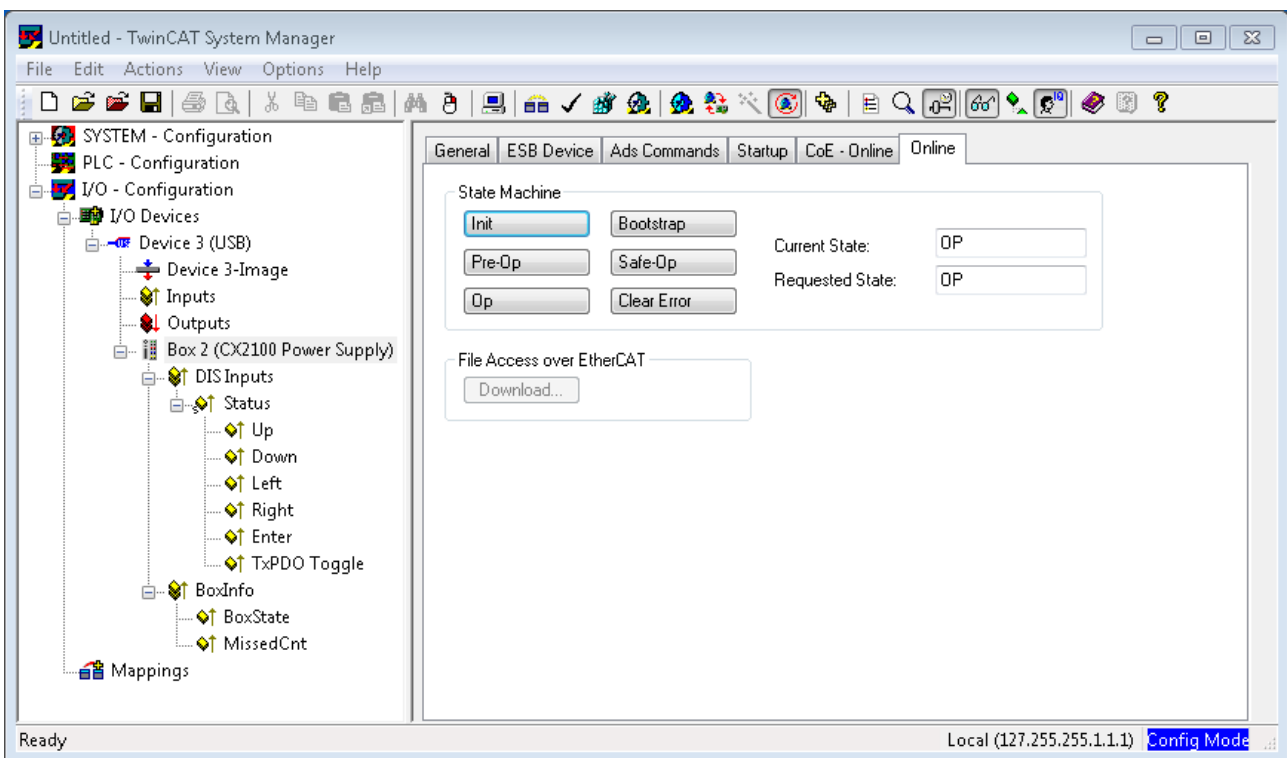 Untitled - TwinCAT System Manager
File Edit Actions View Options Help
SYSTEM - Configuration
PLC - Configuration
I/O - Configuration
I/O Devices
Device 3 (USB)
Device 3-Image
Inputs
Outputs
Box 2 (CX2100 Power Supply)
DIS Inputs
Status
Up
Down
Left
Right
Enter
TxPDO Toggle
BoxInfo
BoxState
MissedCnt
Mappings
General ESB Device Ads Commands Startup CoE - Online Online
State Machine
Init Bootstrap
Pre-Op Safe-Op
Op Clear Error
Current State: OP
Requested State: OP
File Access over EtherCAT
Download...
Ready Local (127.255.255.1.1.1) Config Mode